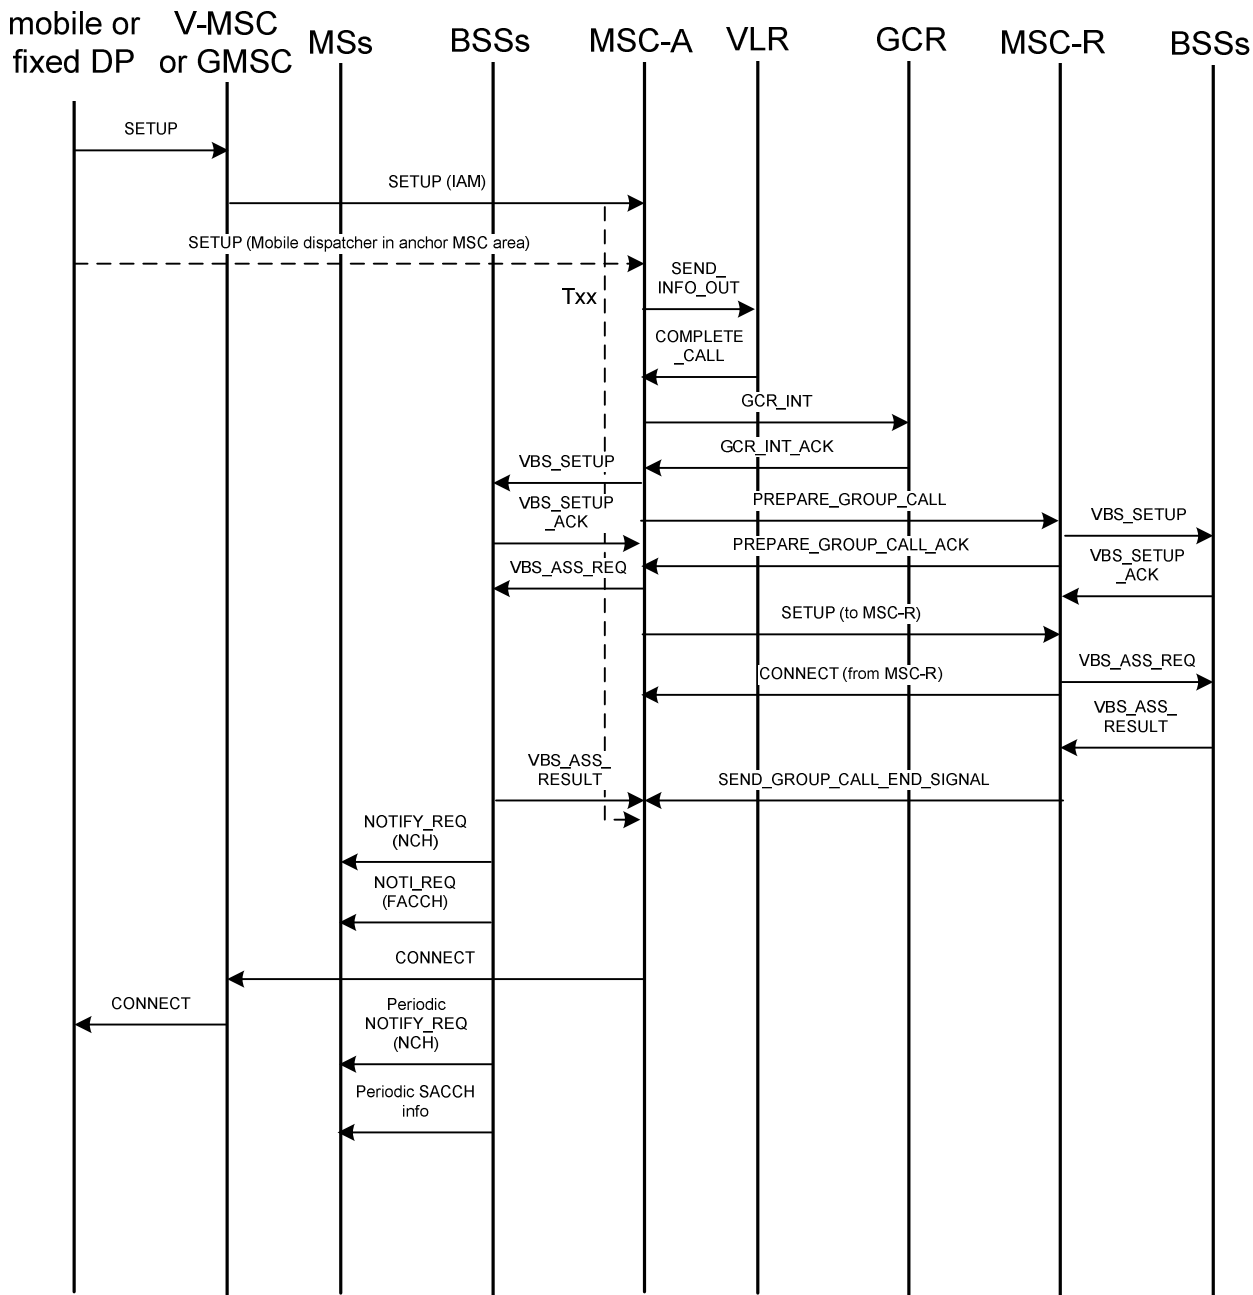 mobile or
fixed DP
V-MSC
or GMSC
MSs
BSSs
MSC-A
VLR
GCR
MSC-R
BSSs
SETUP
SETUP (IAM)
SETUP (Mobile dispatcher in anchor MSC area)
Txx
SEND_
INFO_OUT
COMPLETE
_CALL
GCR_INT
GCR_INT_ACK
VBS_SETUP
PREPARE_GROUP_CALL
VBS_SETUP
VBS_SETUP
_ACK
PREPARE_GROUP_CALL_ACK
VBS_SETUP
_ACK
VBS_ASS_REQ
SETUP (to MSC-R)
VBS_ASS_REQ
CONNECT (from MSC-R)
VBS_ASS_
RESULT
VBS_ASS_
RESULT
SEND_GROUP_CALL_END_SIGNAL
NOTIFY_REQ
(NCH)
NOTI_REQ
(FACCH)
CONNECT
CONNECT
Periodic
NOTIFY_REQ
(NCH)
Periodic SACCH
info